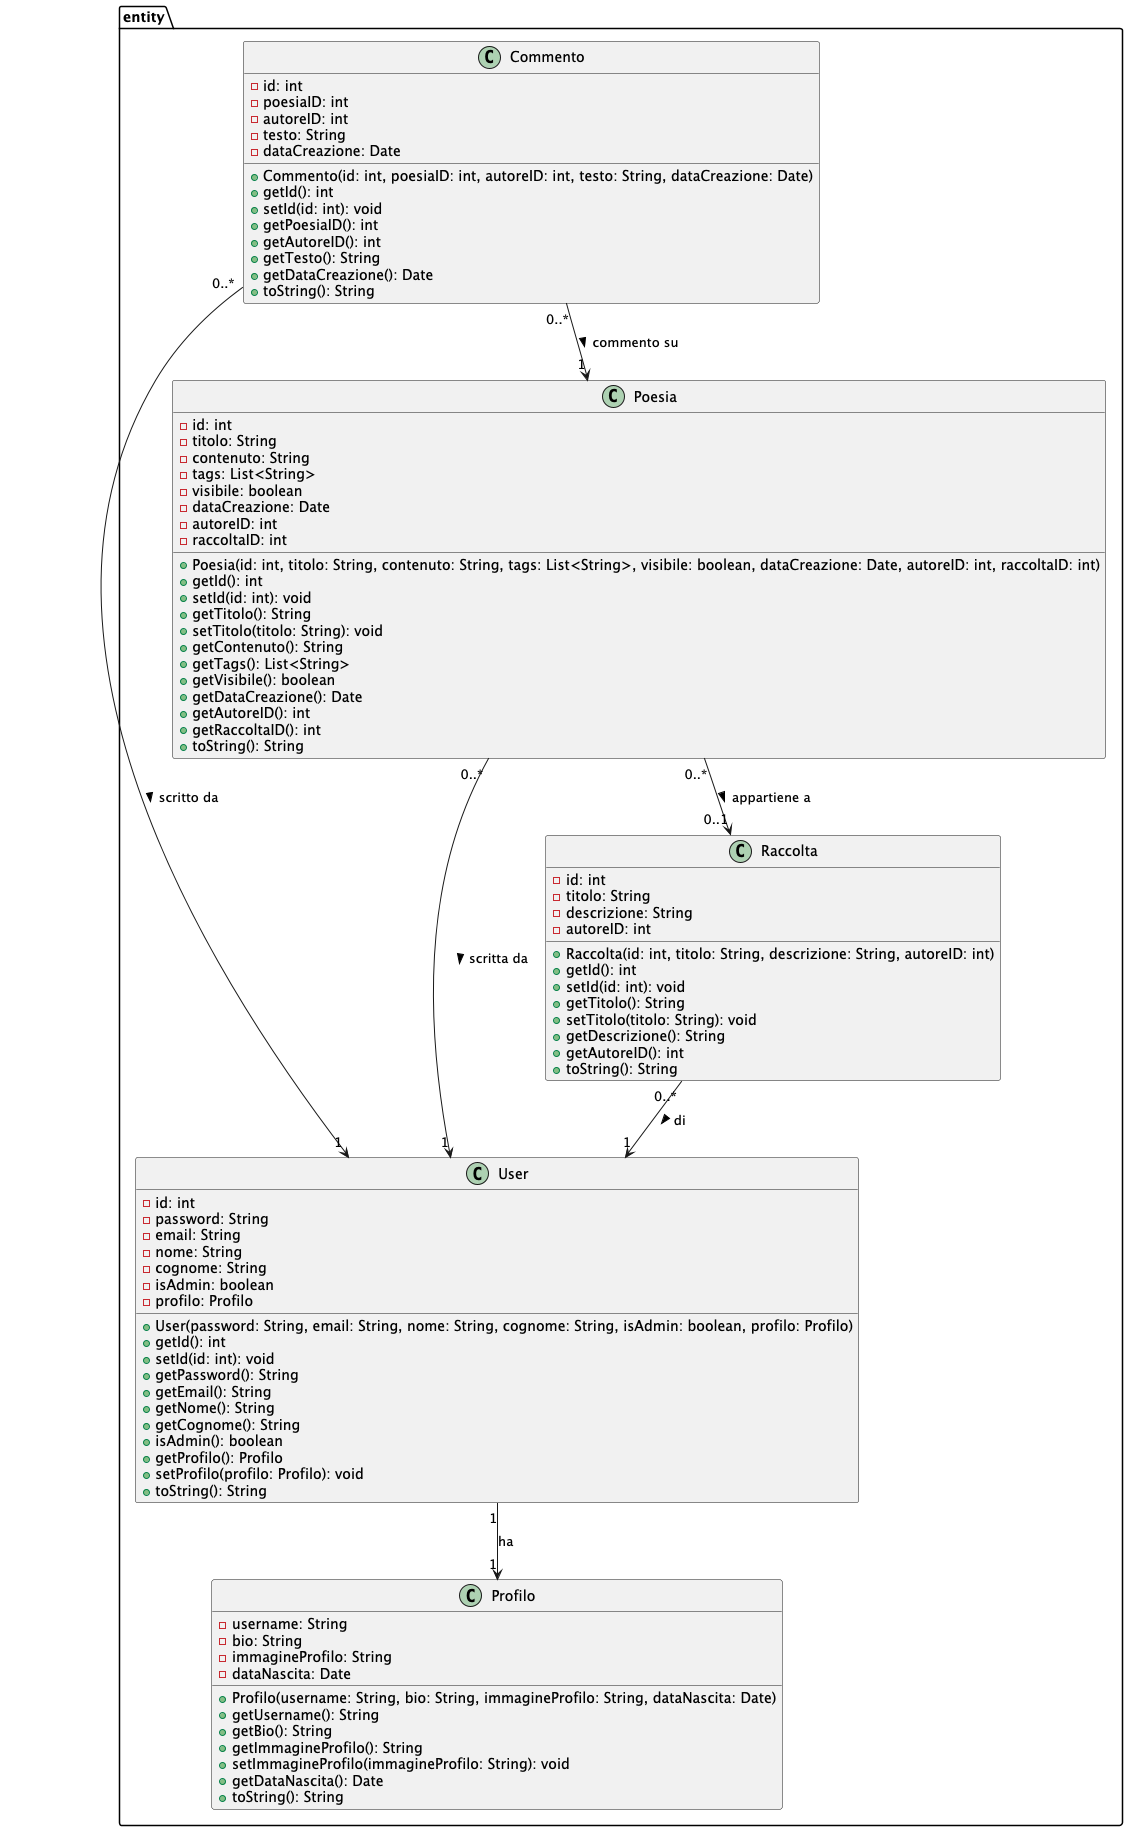 entity
C Commento
id: int
poesiaID: int
autoreID: int
testo: String
dataCreazione: Date
Commento(id: int, poesiaID: int, autoreID: int, testo: String, dataCreazione: Date)
getId(): int
setId(id: int): void
getPoesiaID(): int
getAutoreID(): int
getTesto(): String
getDataCreazione(): Date
toString(): String
0..*
0..*
commento su
1
C Poesia
id: int
titolo: String
contenuto: String
tags: List<String>
visibile: boolean
dataCreazione: Date
autoreID: int
raccoltaID: int
Poesia(id: int, titolo: String, contenuto: String, tags: List<String>, visibile: boolean, dataCreazione: Date, autoreID: int, raccoltaID: int)
getId(): int
setId(id: int): void
getTitolo(): String
setTitolo(titolo: String): void
getContenuto(): String
getTags(): List<String>
getVisibile(): boolean
getDataCreazione(): Date
getAutoreID(): int
getRaccoltaID(): int
toString(): String
0..*
0..*
scritto da
appartiene a
0..1
C Raccolta
id: int
titolo: String
descrizione: String
autoreID: int
Raccolta(id: int, titolo: String, descrizione: String, autoreID: int)
getId(): int
setId(id: int): void
getTitolo(): String
setTitolo(titolo: String): void
getDescrizione(): String
getAutoreID(): int
toString(): String
scritta da
0..*
di
1
1
1
C User
id: int
password: String
email: String
nome: String
cognome: String
isAdmin: boolean
profilo: Profilo
User(password: String, email: String, nome: String, cognome: String, isAdmin: boolean, profilo: Profilo)
getId(): int
setId(id: int): void
getPassword(): String
getEmail(): String
getNome(): String
getCognome(): String
isAdmin(): boolean
getProfilo(): Profilo
setProfilo(profilo: Profilo): void
toString(): String
1
ha
1
C Profilo
username: String
bio: String
immagineProfilo: String
dataNascita: Date
Profilo(username: String, bio: String, immagineProfilo: String, dataNascita: Date)
getUsername(): String
getBio(): String
getImmagineProfilo(): String
setImmagineProfilo(immagineProfilo: String): void
getDataNascita(): Date
toString(): String